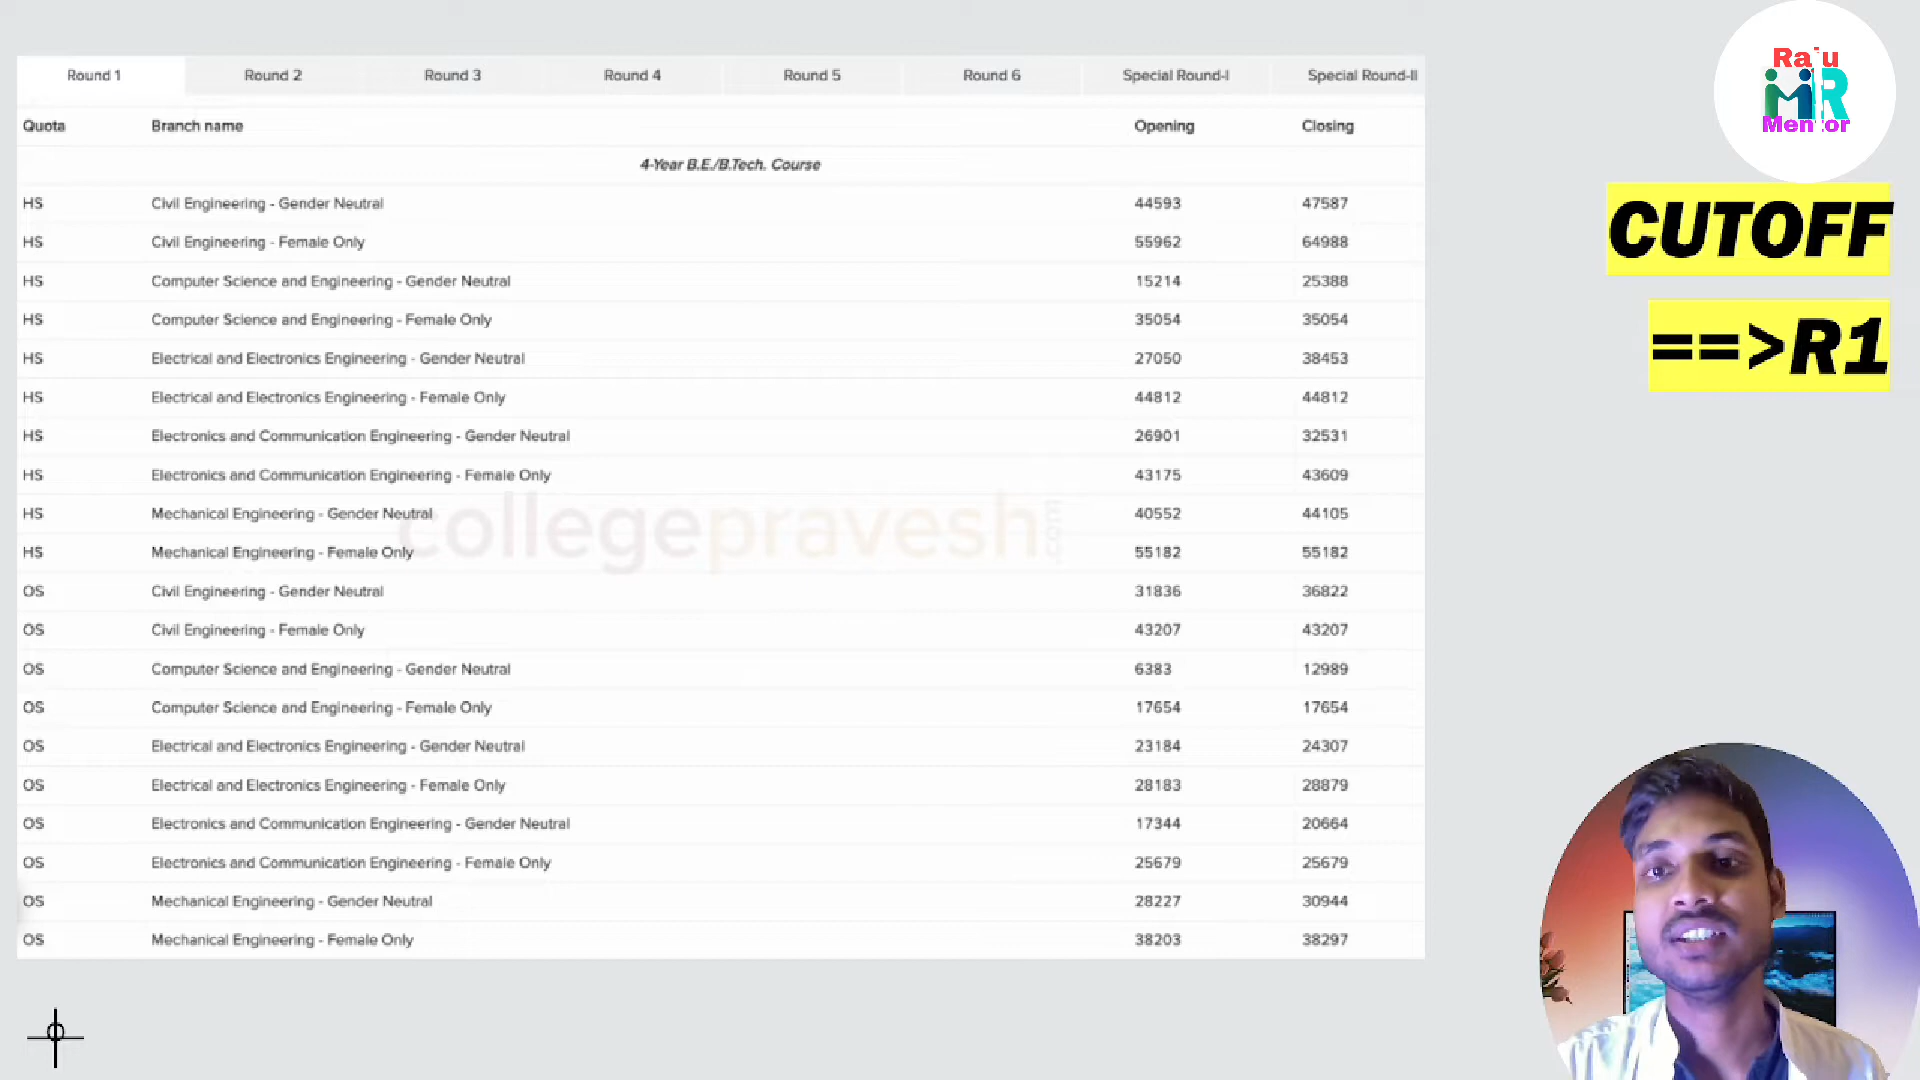 Round 1 Round 2 Round 3 Round 4 Round 5 Round 6 Special Round-I Special Round-II
Quota Branch name Opening Closing
4-Year B.E./B.Tech. Course
HS Civil Engineering - Gender Neutral 44593 47587
HS Civil Engineering - Female Only 55962 64988
HS Computer Science and Engineering - Gender Neutral 15214 25388
HS Computer Science and Engineering - Female Only 35054 35054
HS Electrical and Electronics Engineering - Gender Neutral 27050 38453
HS Electrical and Electronics Engineering - Female Only 44812 44812
HS Electronics and Communication Engineering - Gender Neutral 26901 32531
HS Electronics and Communication Engineering - Female Only 43175 43609
HS Mechanical Engineering - Gender Neutral 40552 44105
HS Mechanical Engineering - Female Only 55182 55182
OS Civil Engineering - Gender Neutral 31836 36822
OS Civil Engineering - Female Only 43207 43207
OS Computer Science and Engineering - Gender Neutral 6383 12989
OS Computer Science and Engineering - Female Only 17654 17654
OS Electrical and Electronics Engineering - Gender Neutral 23184 24307
OS Electrical and Electronics Engineering - Female Only 28183 28879
OS Electronics and Communication Engineering - Gender Neutral 17344 20664
OS Electronics and Communication Engineering - Female Only 25679 25679
OS Mechanical Engineering - Gender Neutral 28227 30944
OS Mechanical Engineering - Female Only 38203 38297
collegepravesh.com
Raju
MR
Mentor
CUTOFF
==>R1